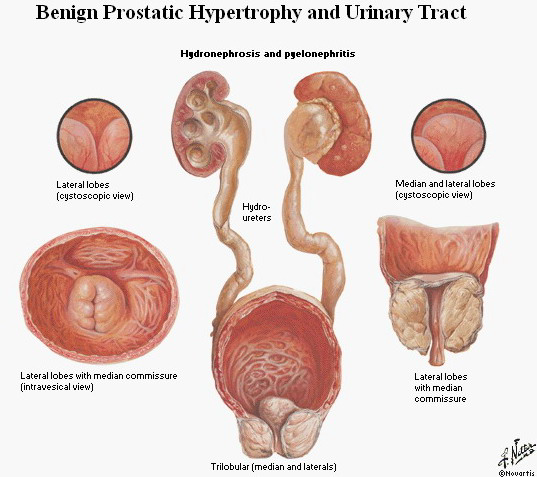 Benign Prostatic Hypertrophy and Urinary Tract
Hydronephrosis and pyelonephritis
Lateral lobes
(cystoscopic view)
Median and lateral lobes
(cystoscopic view)
Hydro-
ureters
Lateral lobes with median commissure
(intravesical view)
Lateral lobes
with median
commissure
Trilobular (median and laterals)
F. Netter
©Novartis